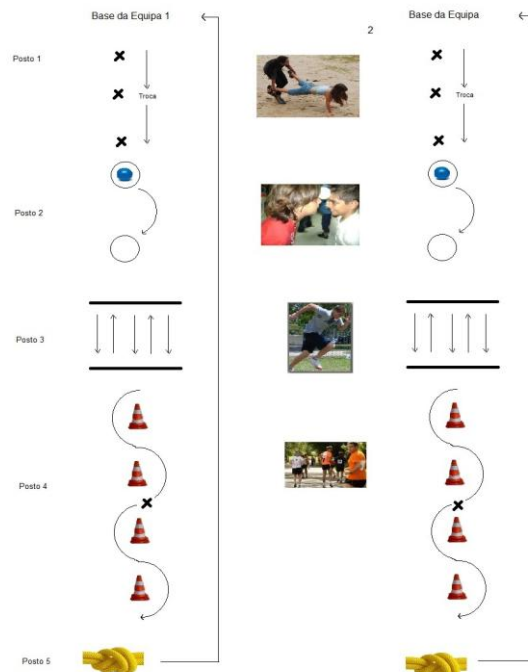 Base da Equipa 1
Base da Equipa
2
Posto 1
Troca
Troca
Posto 2
Posto 3
Posto 4
Posto 5